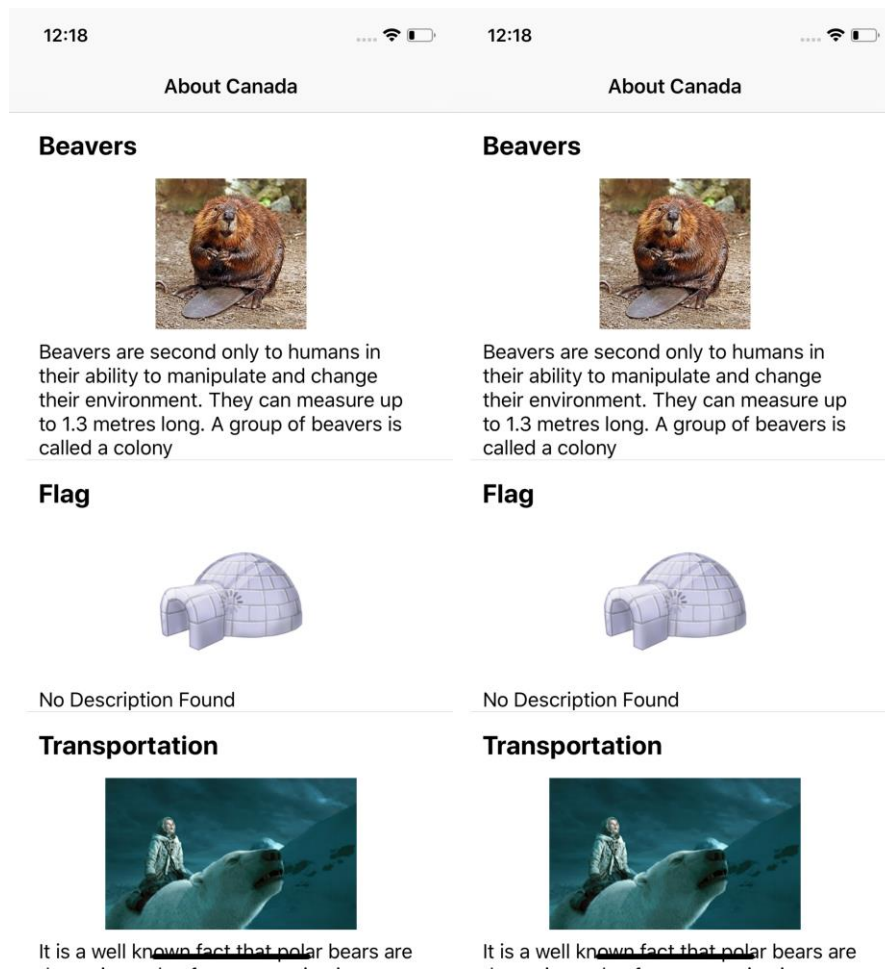 12:18
About Canada
Beavers
Beavers are second only to humans in
their ability to manipulate and change
their environment. They can measure up
to 1.3 metres long. A group of beavers is
called a colony
Flag
No Description Found
Transportation
It is a well known fact that polar bears are
12:18
About Canada
Beavers
Beavers are second only to humans in
their ability to manipulate and change
their environment. They can measure up
to 1.3 metres long. A group of beavers is
called a colony
Flag
No Description Found
Transportation
It is a well known fact that polar bears are